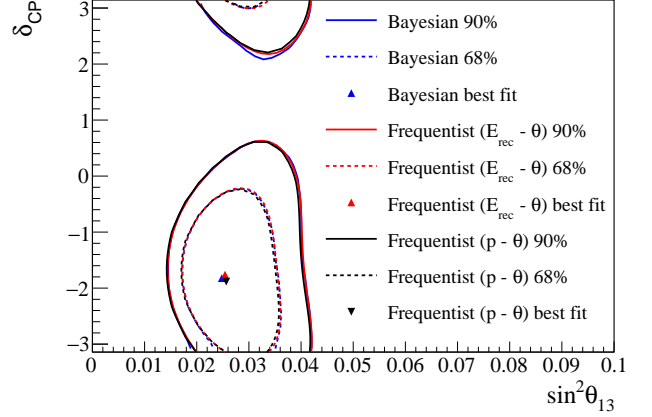 δCP
3
2
1
0
−1
−2
−3
Bayesian 90%
Bayesian 68%
Bayesian best fit
Frequentist (Erec - θ) 90%
Frequentist (Erec - θ) 68%
Frequentist (Erec - θ) best fit
Frequentist (p - θ) 90%
Frequentist (p - θ) 68%
Frequentist (p - θ) best fit
0 0.01 0.02 0.03 0.04 0.05 0.06 0.07 0.08 0.09 0.1
sin²θ13